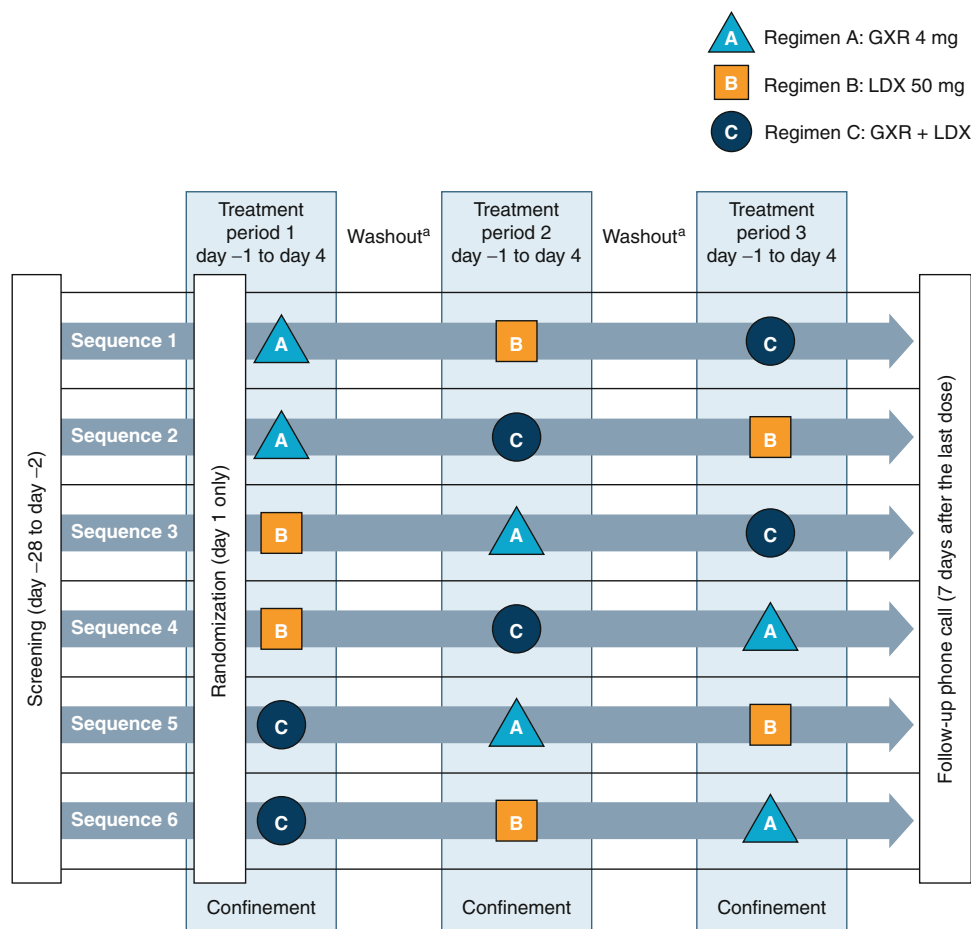 A Regimen A: GXR 4 mg
B Regimen B: LDX 50 mg
C Regimen C: GXR + LDX
Treatment
period 1
day –1 to day 4
Washoutᵃ
Treatment
period 2
day –1 to day 4
Washoutᵃ
Treatment
period 3
day –1 to day 4
Screening (day –28 to day –2)
Randomization (day 1 only)
Sequence 1 A B C
Sequence 2 A C B
Sequence 3 B A C
Sequence 4 B C A
Sequence 5 C A B
Sequence 6 C B A
Follow-up phone call (7 days after the last dose)
Confinement
Confinement
Confinement